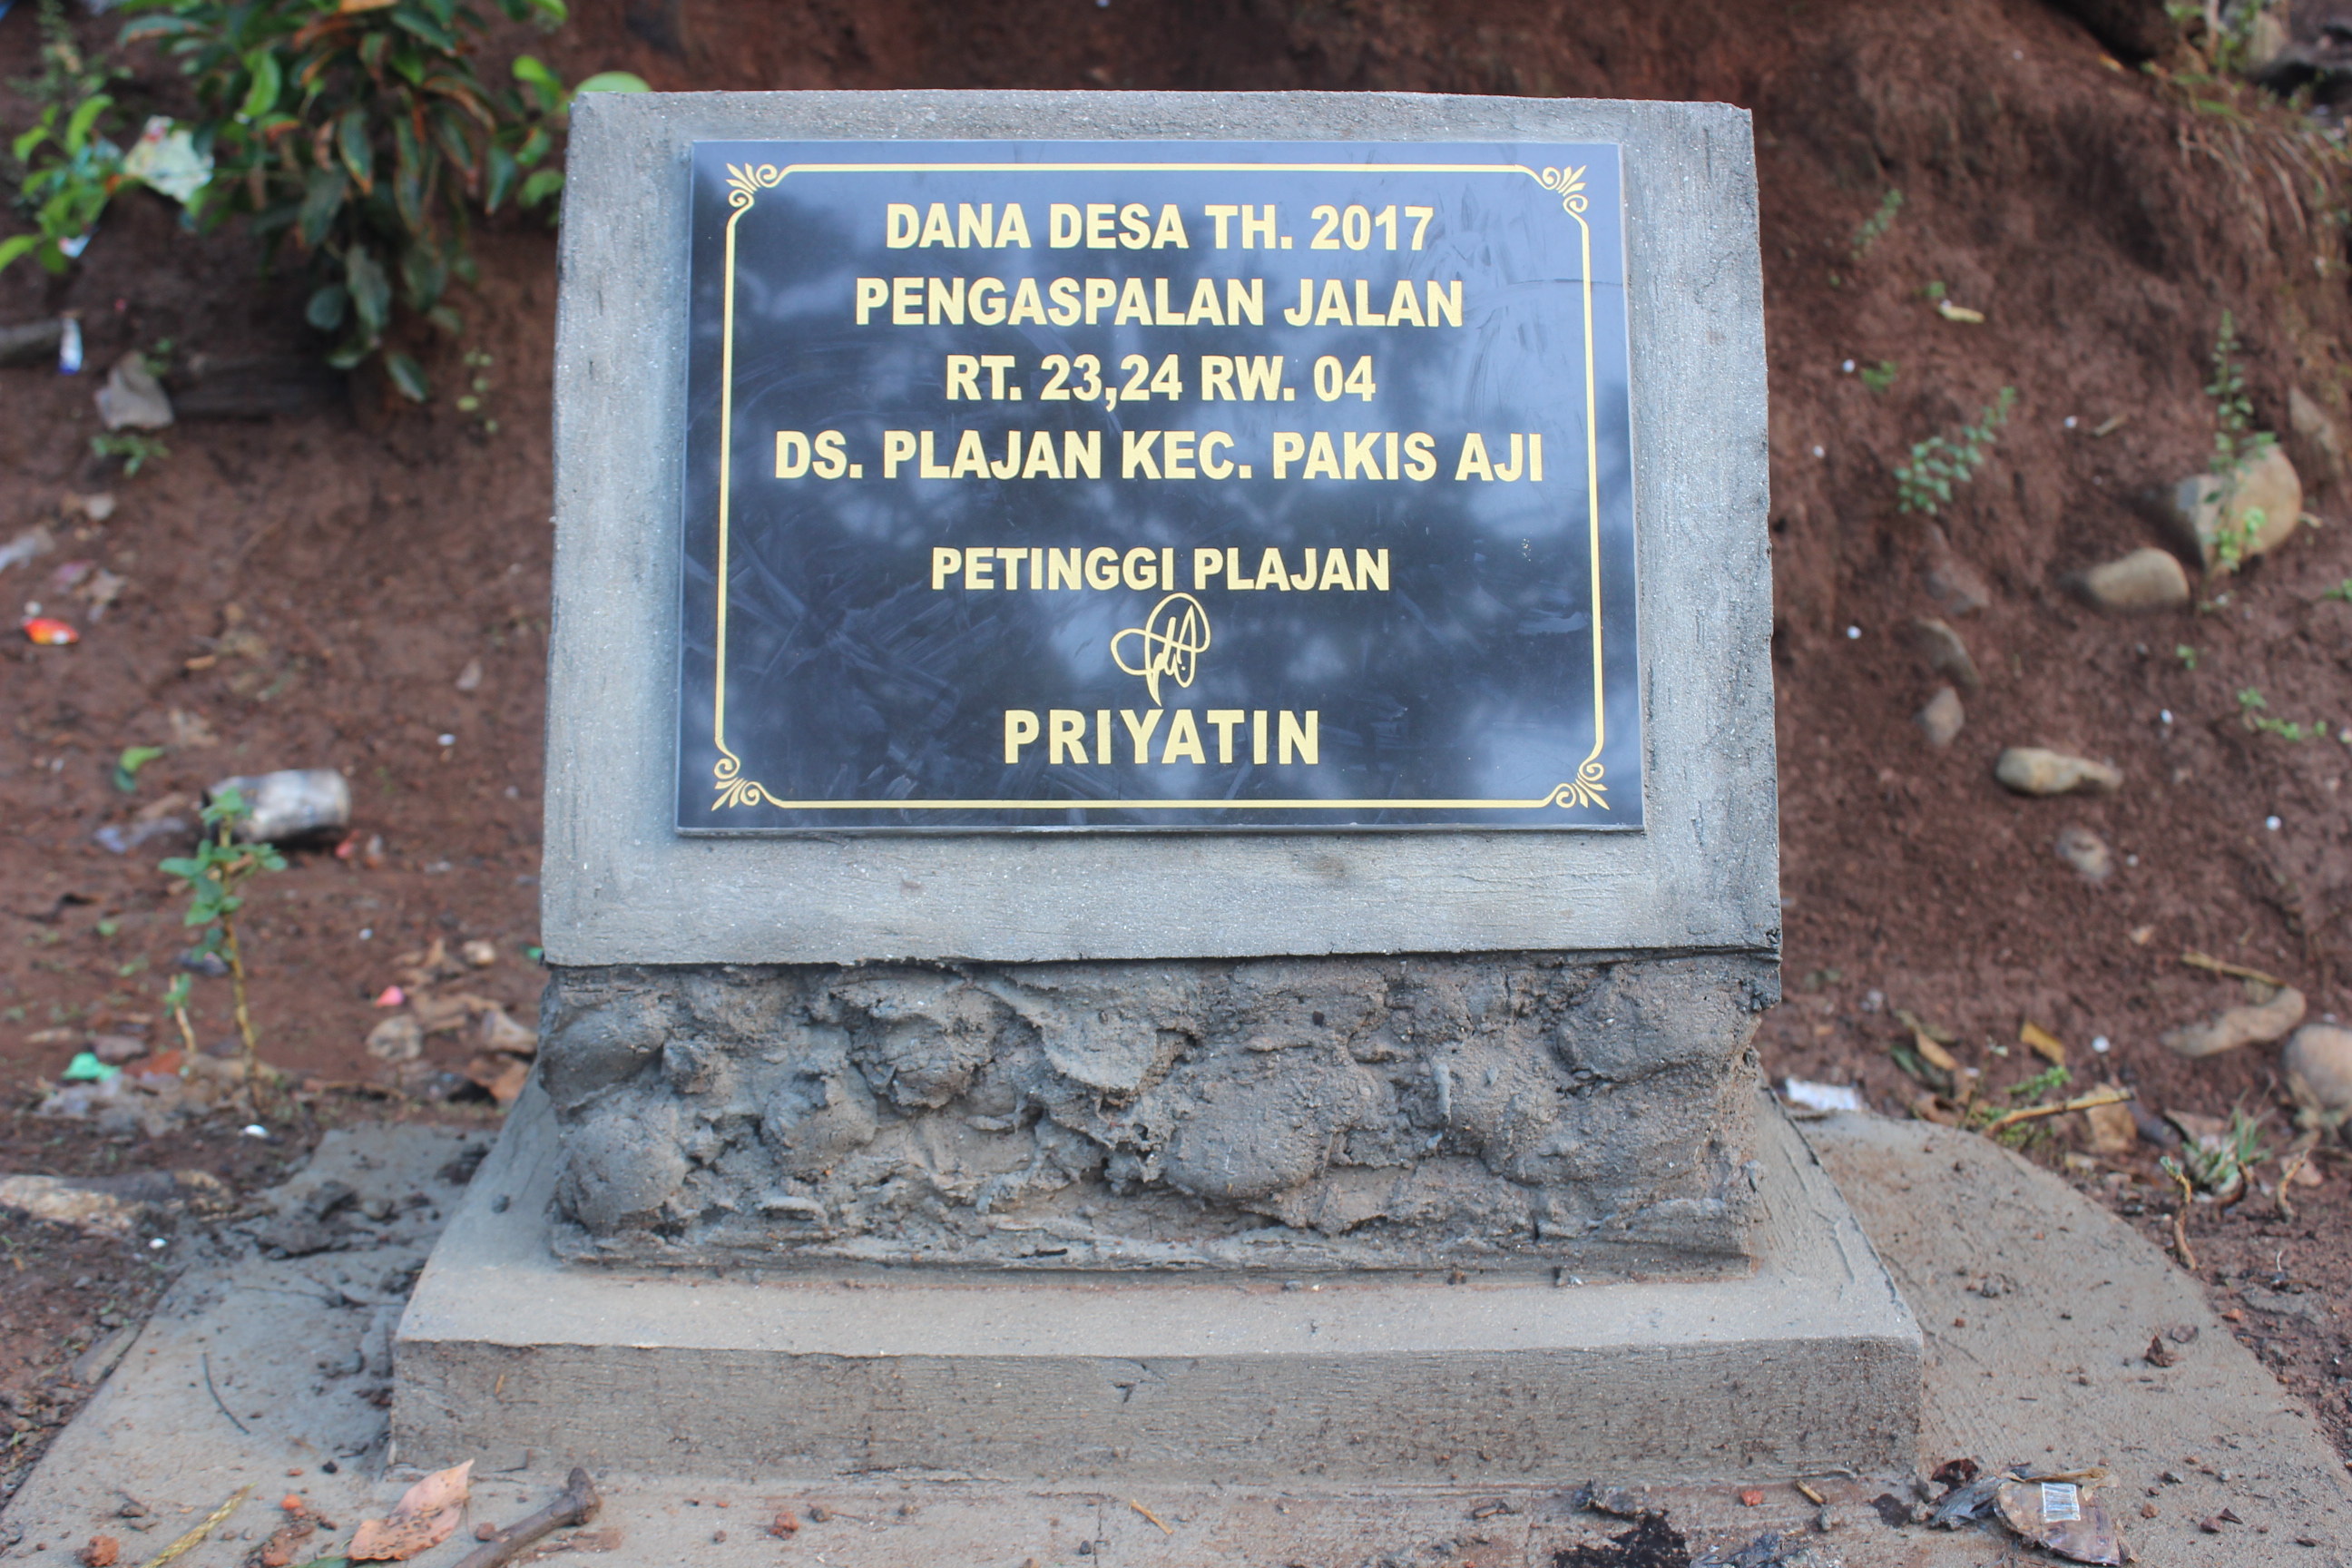 DANA DESA TH. 2017
PENGASPALAN JALAN
RT. 23,24 RW. 04
DS. PLAJAN KEC. PAKIS AJI
PETINGGI PLAJAN
PRIYATIN